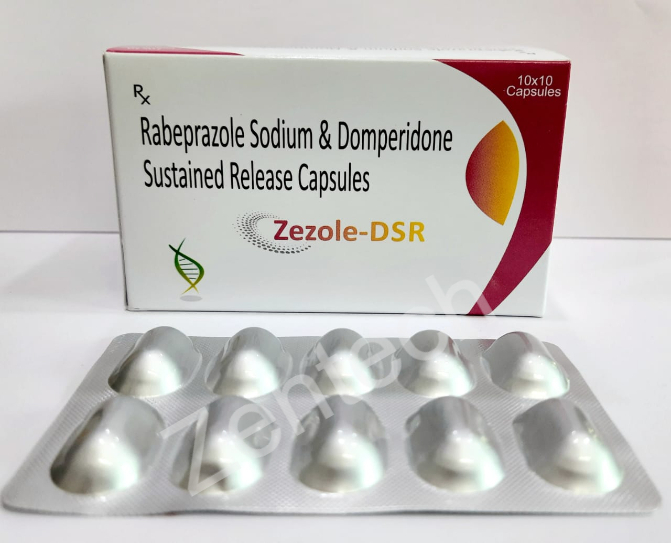 Rx
10x10
Capsules
Rabeprazole Sodium & Domperidone
Sustained Release Capsules
Zezole-DSR
Zentech